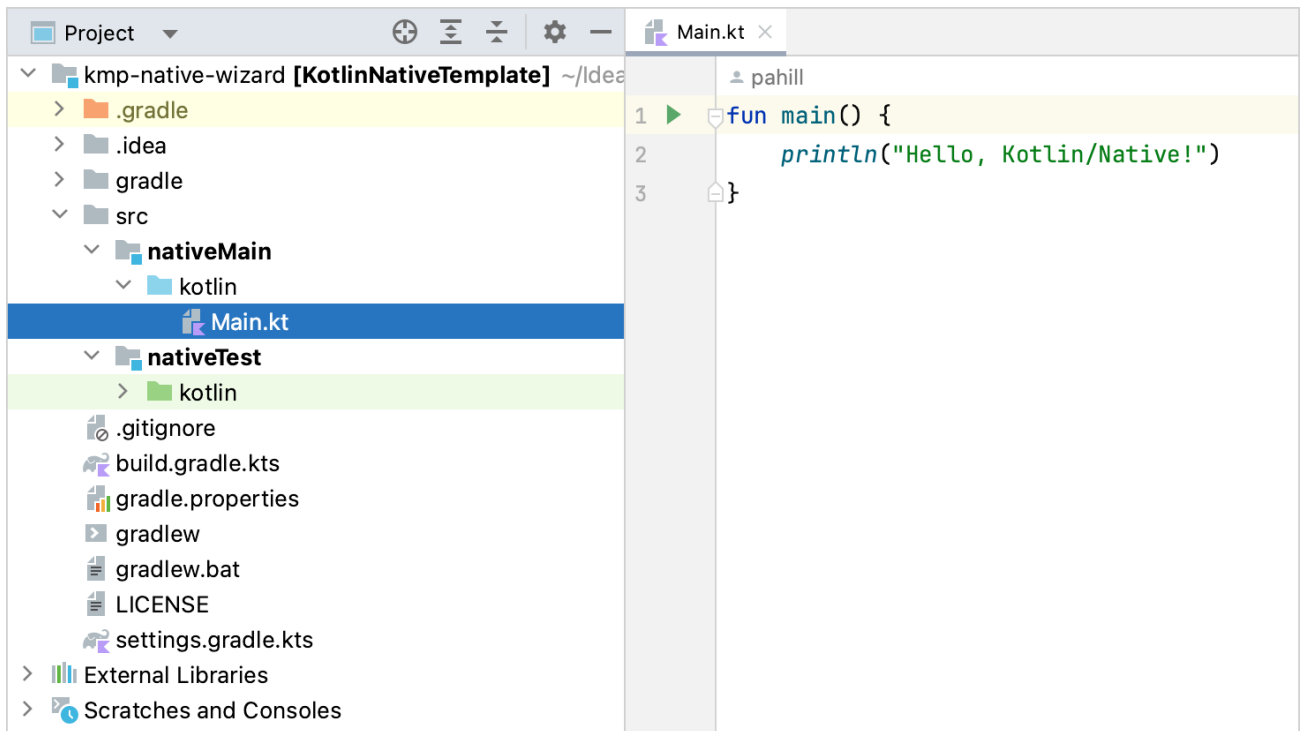 Project
kmp-native-wizard [KotlinNativeTemplate] ~/Idea
.gradle
.idea
gradle
src
nativeMain
kotlin
Main.kt
nativeTest
kotlin
.gitignore
build.gradle.kts
gradle.properties
gradlew
gradlew.bat
LICENSE
settings.gradle.kts
External Libraries
Scratches and Consoles
Main.kt
pahill
1 fun main() {
2     println("Hello, Kotlin/Native!")
3 }